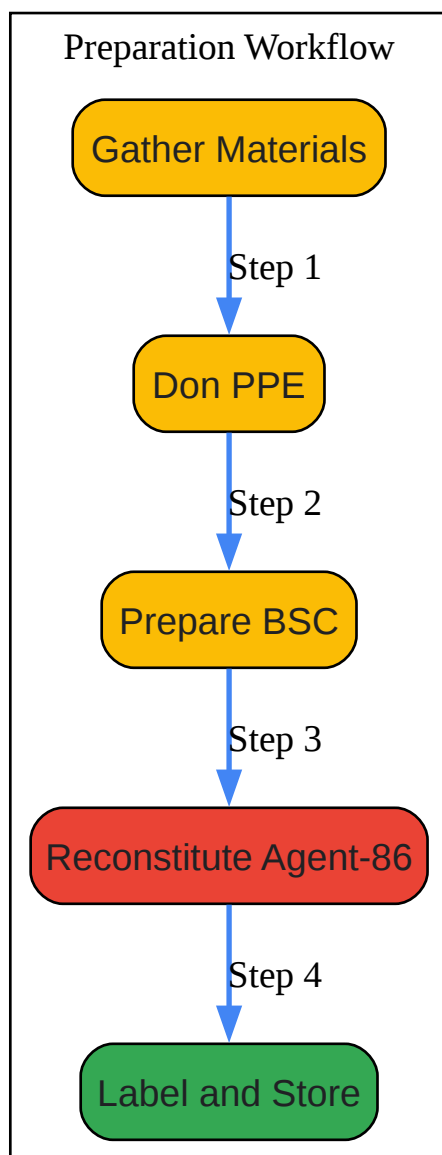 Preparation Workflow
Gather Materials
Step 1
Don PPE
Step 2
Prepare BSC
Step 3
Reconstitute Agent-86
Step 4
Label and Store